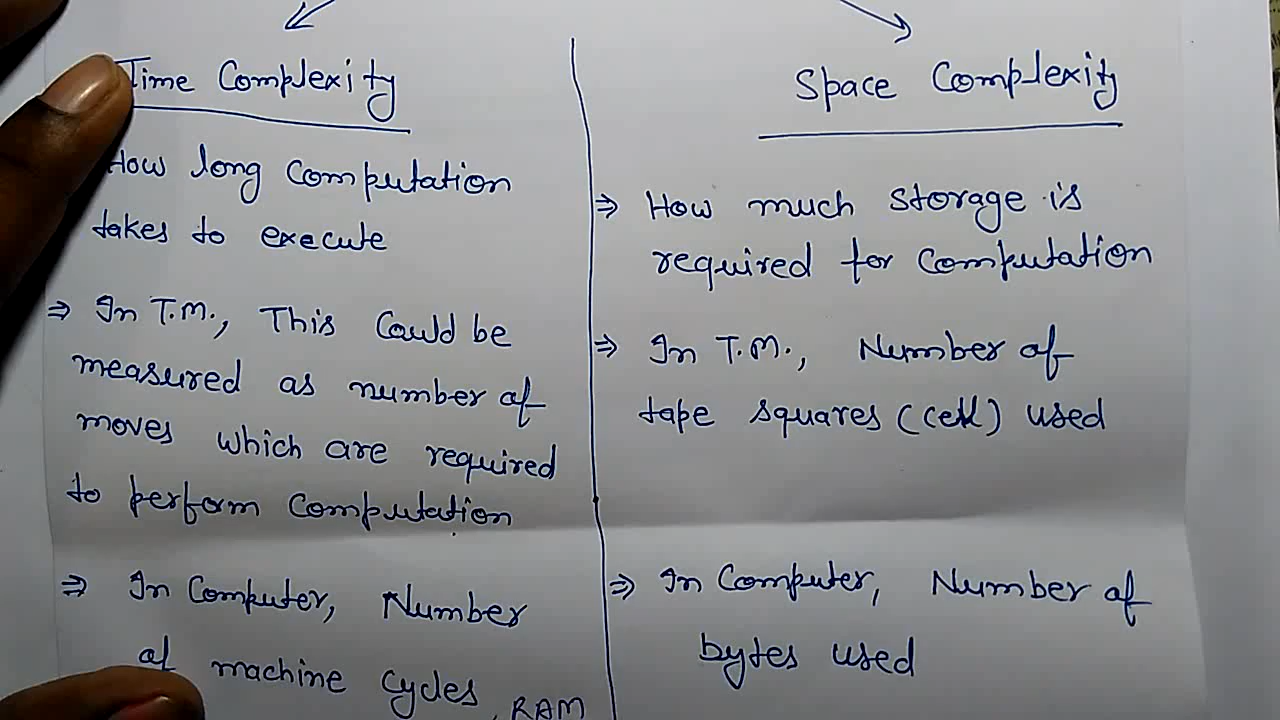 Time Complexity
How long Computation
takes to execute
⇒ In T.M., This Could be
measured as number of
moves which are required
to perform Computation
⇒ In Computer, Number
of machine Cycles, RAM
Space Complexity
⇒ How much storage is
required for Computation
⇒ In T.M., Number of
tape squares (Cell) used
⇒ In Computer, Number of
bytes used